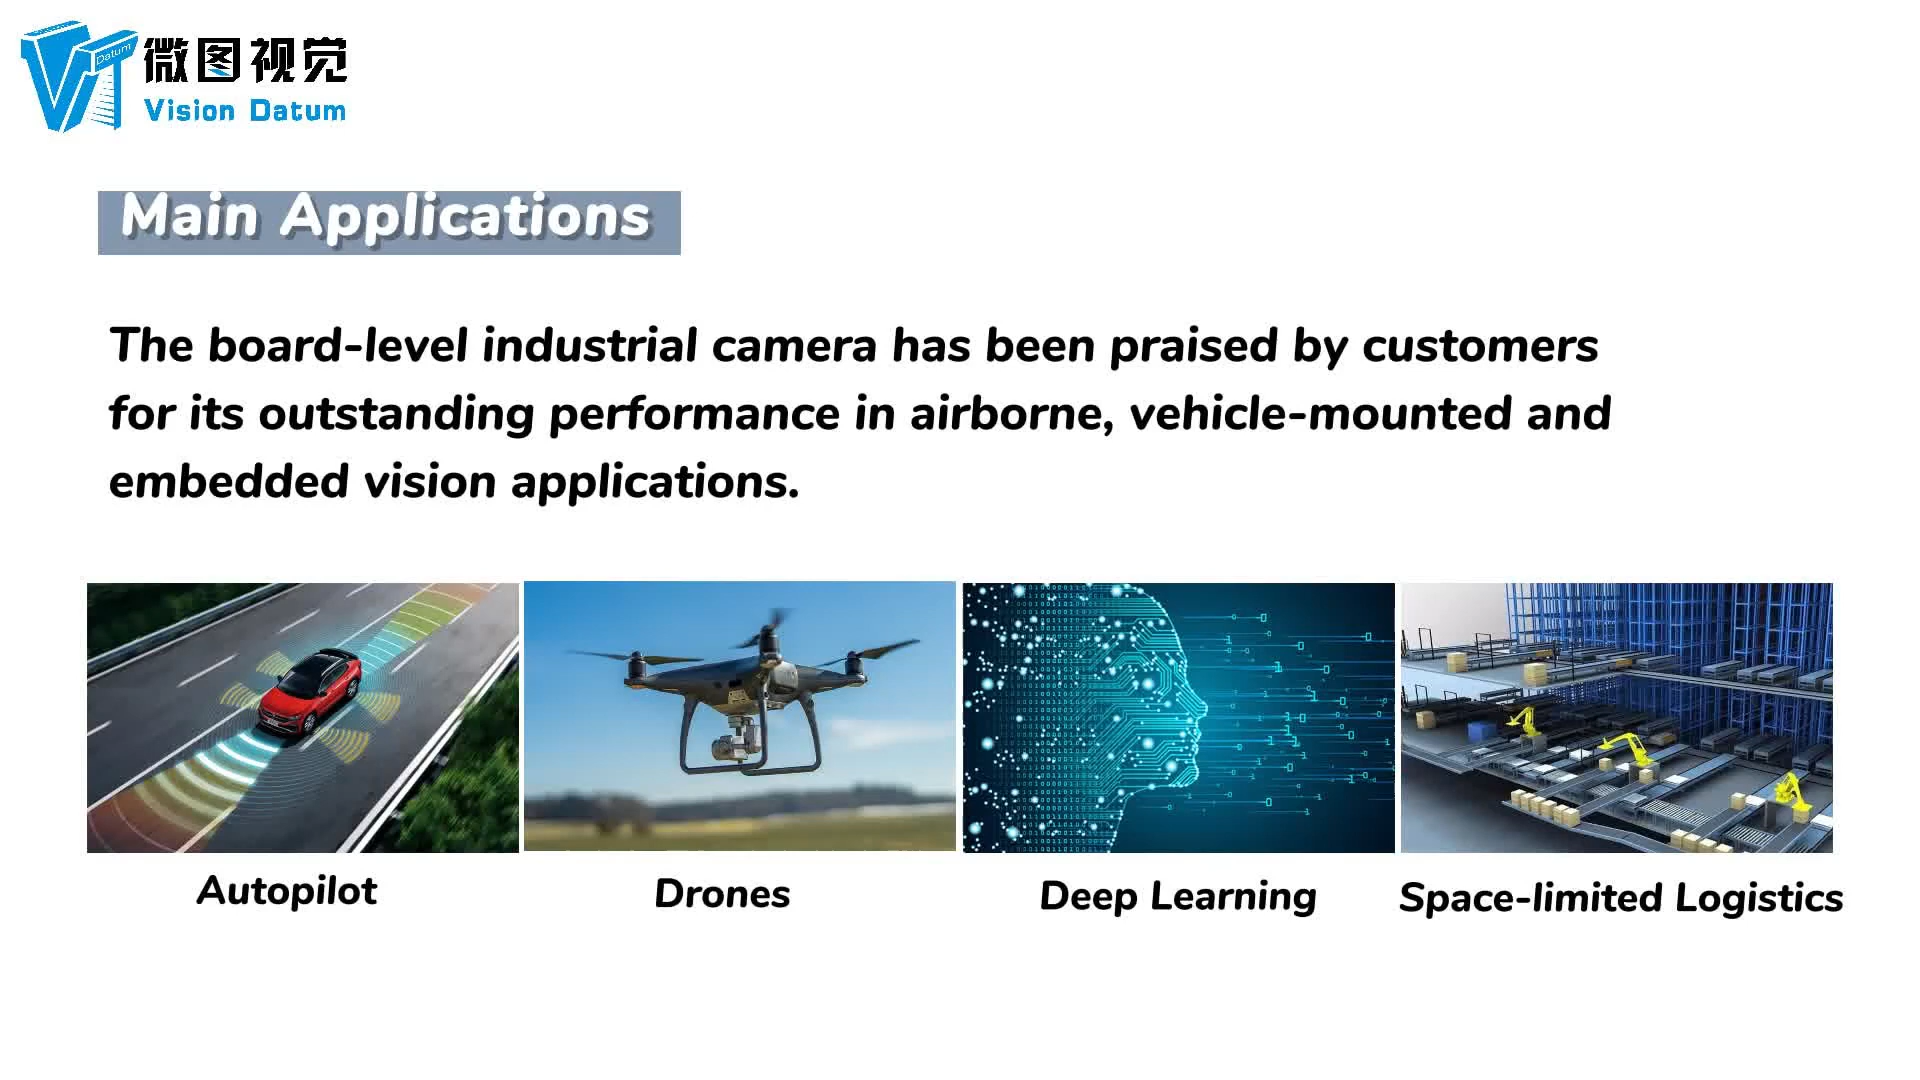 Datum
微图视觉
Vision Datum
Main Applications
The board-level industrial camera has been praised by customers
for its outstanding performance in airborne, vehicle-mounted and
embedded vision applications.
Autopilot
Drones
Deep Learning
Space-limited Logistics